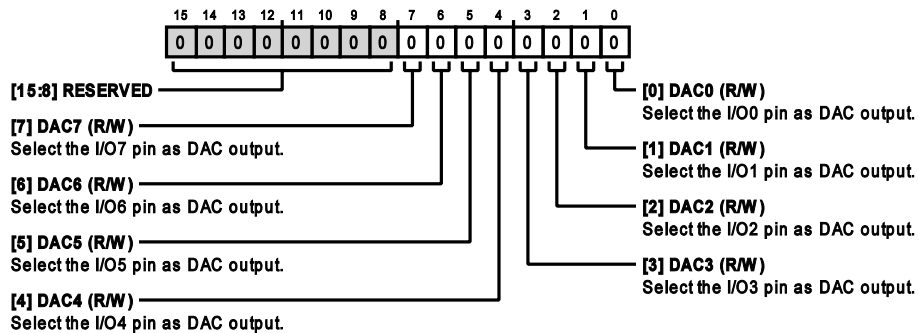 15 14 13 12 11 10 9 8 7 6 5 4 3 2 1 0
0 0 0 0 0 0 0 0 0 0 0 0 0 0 0 0
[15:8] RESERVED
[7] DAC7 (R/W)
Select the I/O7 pin as DAC output.
[6] DAC6 (R/W)
Select the I/O6 pin as DAC output.
[5] DAC5 (R/W)
Select the I/O5 pin as DAC output.
[4] DAC4 (R/W)
Select the I/O4 pin as DAC output.
[0] DAC0 (R/W)
Select the I/O0 pin as DAC output.
[1] DAC1 (R/W)
Select the I/O1 pin as DAC output.
[2] DAC2 (R/W)
Select the I/O2 pin as DAC output.
[3] DAC3 (R/W)
Select the I/O3 pin as DAC output.